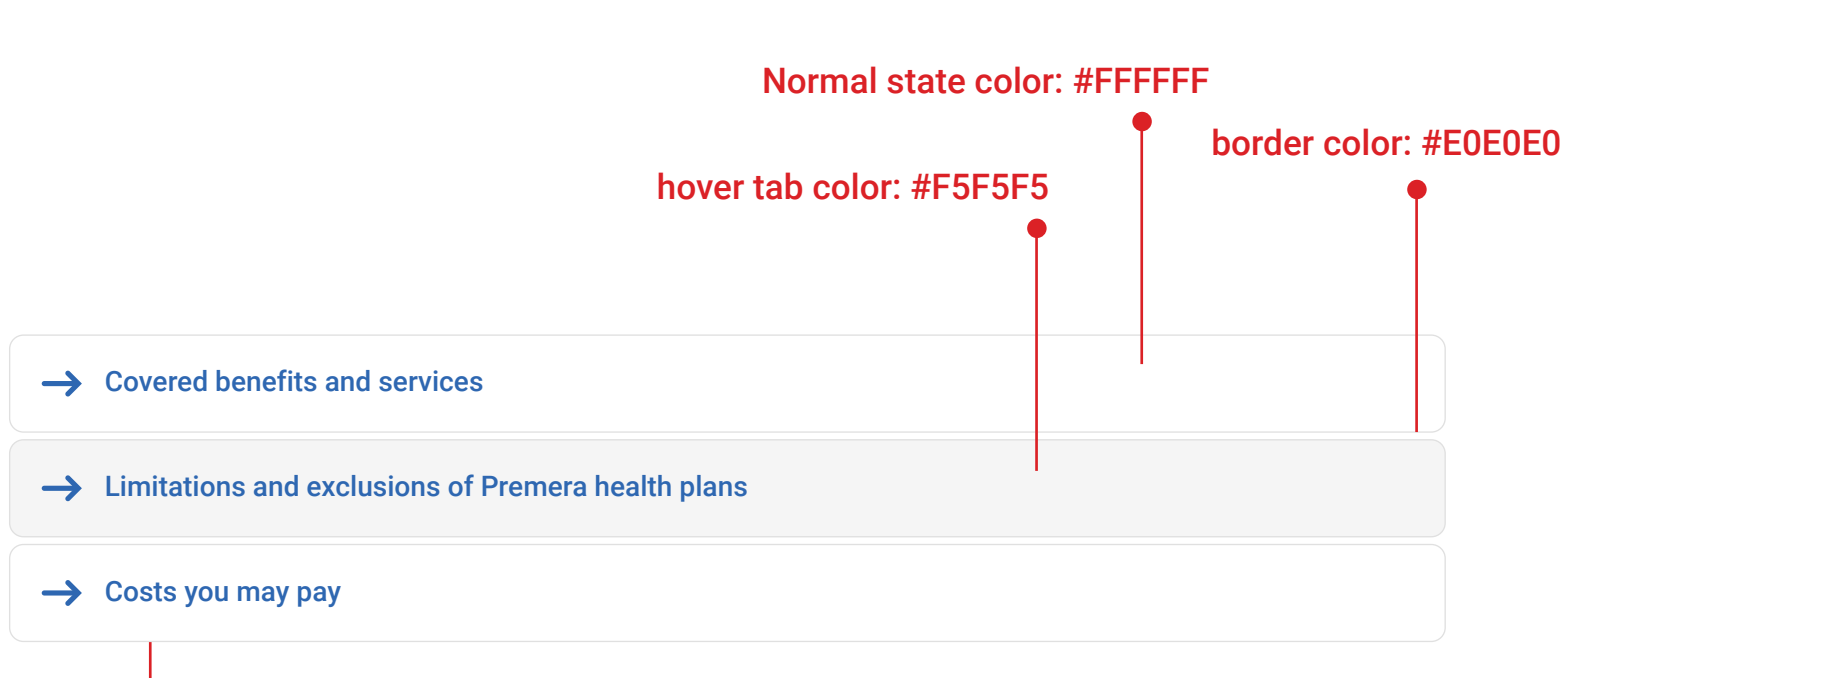 Normal state color: #FFFFFF
border color: #E0E0E0
hover tab color: #F5F5F5
Covered benefits and services
Limitations and exclusions of Premera health plans
Costs you may pay